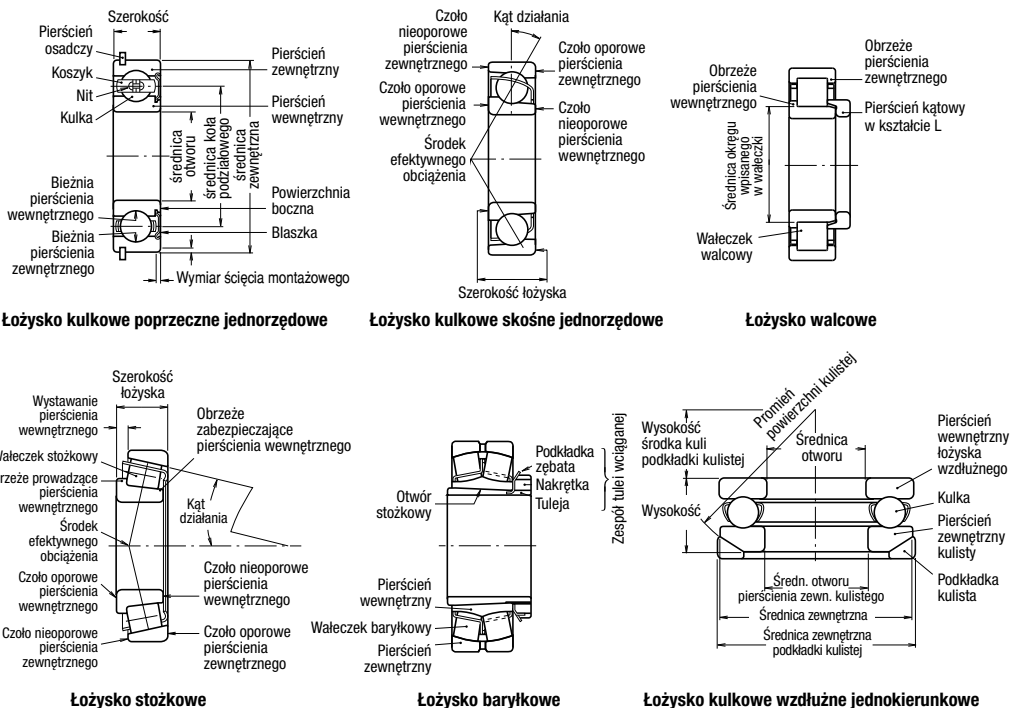 Szerokość
Pierścień
osadczy
Koszyk
Nit
Kulka
Pierścień
zewnętrzny
Pierścień
wewnętrzny
średnica
otworu
średnica koła
podziałowego
średnica
zewnętrzna
Bieżnia
pierścienia
wewnętrznego
Bieżnia
pierścienia
zewnętrznego
Powierzchnia
boczna
Blaszka
Wymiar ścięcia montażowego
Łożysko kulkowe poprzeczne jednorzędowe
Czoło
nieoporowe
pierścienia
zewnętrznego
Kąt działania
Czoło oporowe
pierścienia
zewnętrznego
Czoło oporowe
pierścienia
wewnętrznego
Czoło
nieoporowe
pierścienia
wewnętrznego
Środek
efektywnego
obciążenia
Szerokość łożyska
Łożysko kulkowe skośne jednorzędowe
Obrzeże
pierścienia
zewnętrznego
Obrzeże
pierścienia
wewnętrznego
Pierścień kątowy
w kształcie L
Średnica okręgu
wpisanego
w wałeczki
Wałeczek
walcowy
Łożysko walcowe
Szerokość
łożyska
Wystawanie
pierścienia
wewnętrznego
Obrzeże
zabezpieczające
pierścienia wewnętrznego
Wałeczek stożkowy
rzeże prowadzące
pierścienia
wewnętrznego
Kąt
działania
Środek
efektywnego
obciążenia
Czoło oporowe
pierścienia
wewnętrznego
Czoło nieoporowe
pierścienia
wewnętrznego
Czoło nieoporowe
pierścienia
zewnętrznego
Czoło oporowe
pierścienia
zewnętrznego
Łożysko stożkowe
Podkładka
zębata
Nakrętka
Tuleja
Zespół tulei wciąganej
Otwór
stożkowy
Pierścień
wewnętrzny
Wałeczek baryłkowy
Pierścień
zewnętrzny
Łożysko baryłkowe
Promień
powierzchni kulistej
Wysokość
środka kuli
podkładki kulistej
Średnica
otworu
Pierścień
wewnętrzny
łożyska
wzdłużnego
Wysokość
Kulka
Pierścień
zewnętrzny
kulisty
Podkładka
kulista
Średn. otworu
pierścienia zewn. kulistego
Średnica zewnętrzna
Średnica zewnętrzna
podkładki kulistej
Łożysko kulkowe wzdłużne jednokierunkowe